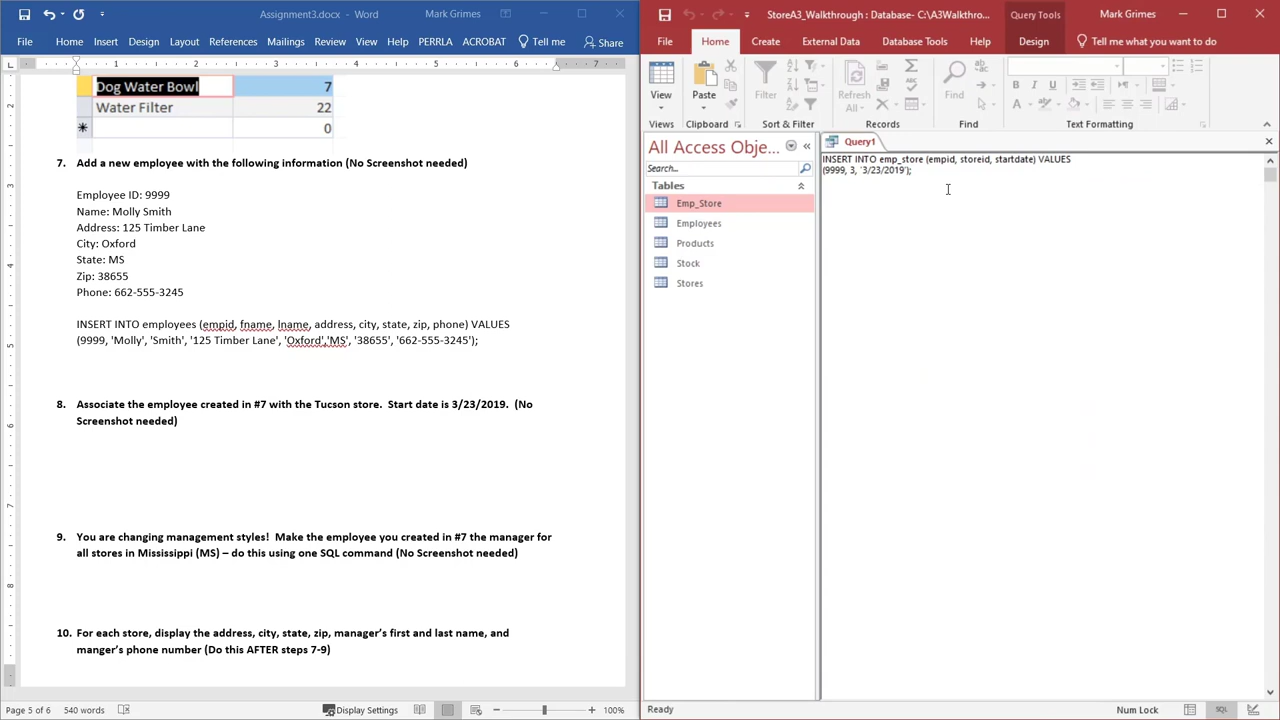 Assignment3.docx - Word
Mark Grimes
File Home Insert Design Layout References Mailings Review View Help PERRLA ACROBAT Tell me Share
1 2 3 4 5 6 7
Dog Water Bowl 7
Water Filter 22
* 0
7. Add a new employee with the following information (No Screenshot needed)
Employee ID: 9999
Name: Molly Smith
Address: 125 Timber Lane
City: Oxford
State: MS
Zip: 38655
Phone: 662-555-3245
INSERT INTO employees (empid, fname, lname, address, city, state, zip, phone) VALUES
(9999, 'Molly', 'Smith', '125 Timber Lane', 'Oxford','MS', '38655', '662-555-3245');
8. Associate the employee created in #7 with the Tucson store. Start date is 3/23/2019. (No
Screenshot needed)
9. You are changing management styles! Make the employee you created in #7 the manager for
all stores in Mississippi (MS) – do this using one SQL command (No Screenshot needed)
10. For each store, display the address, city, state, zip, manager's first and last name, and
manger's phone number (Do this AFTER steps 7-9)
Page 5 of 6 540 words Display Settings 100%
StoreA3_Walkthrough : Database- C:\A3Walkthro...
Query Tools
Mark Grimes
File Home Create External Data Database Tools Help Design Tell me what you want to do
View Paste Filter Refresh All Find
Views Clipboard Sort & Filter Records Find Text Formatting
All Access Obje...
Search...
Tables
Emp_Store
Employees
Products
Stock
Stores
Query1
INSERT INTO emp_store (empid, storeid, startdate) VALUES
(9999, 3, '3/23/2019');
Ready
Num Lock
SQL